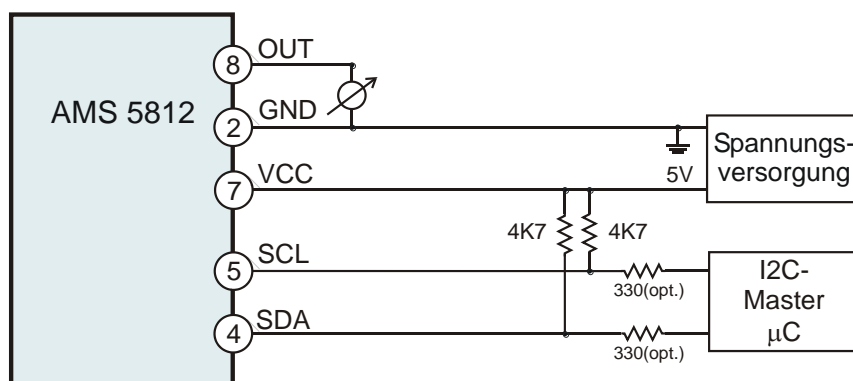 AMS 5812
8
OUT
2
GND
7
VCC
5
SCL
4
SDA
4K7
4K7
5V
Spannungs-
versorgung
330(opt.)
330(opt.)
I2C-
Master
µC